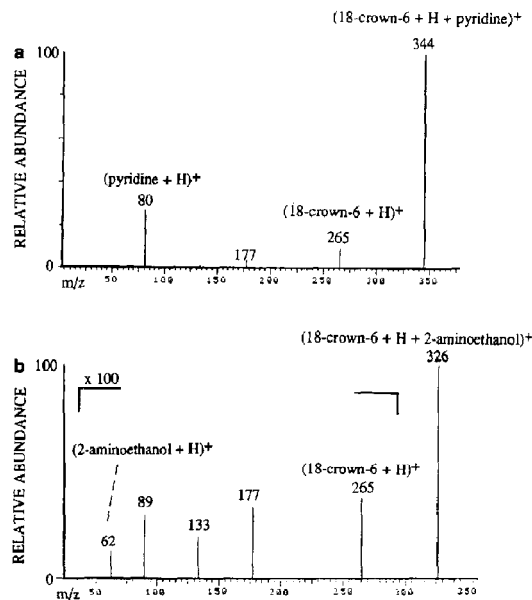 (18-crown-6 + H + pyridine)+
a
344
100
RELATIVE ABUNDANCE
(pyridine + H)+
80
(18-crown-6 + H)+
265
177
0
m/z 50 100 150 200 250 300 350
(18-crown-6 + H + 2-aminoethanol)+
b
326
100
x 100
RELATIVE ABUNDANCE
(2-aminoethanol + H)+
(18-crown-6 + H)+
89
177
265
133
62
0
m/z 50 100 150 200 250 300